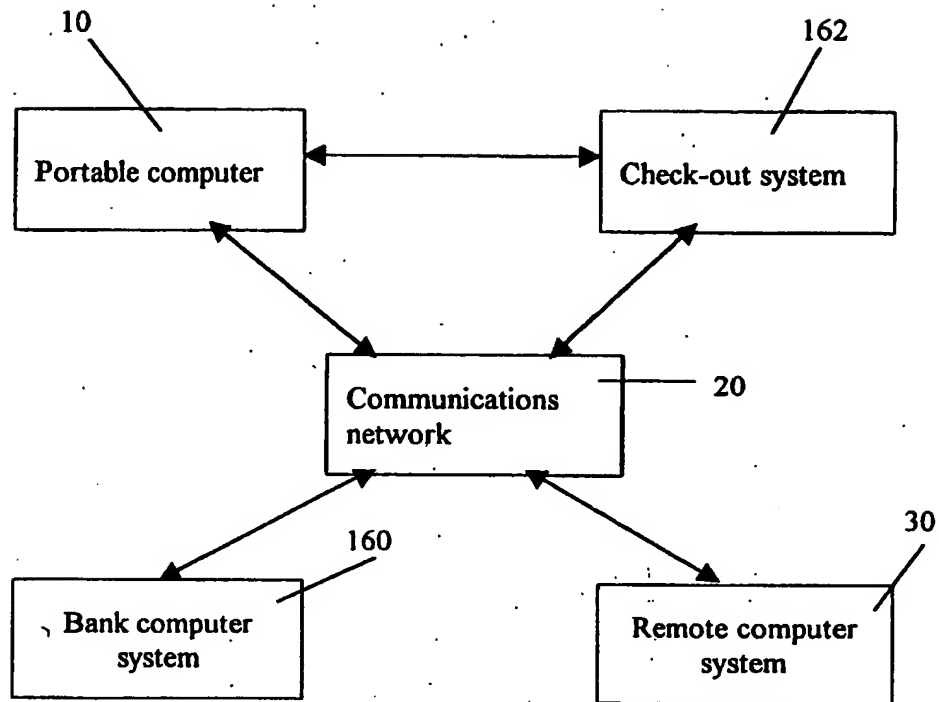 10
162
Portable computer
Check-out system
Communications
network
20
160
30
Bank computer
system
Remote computer
system